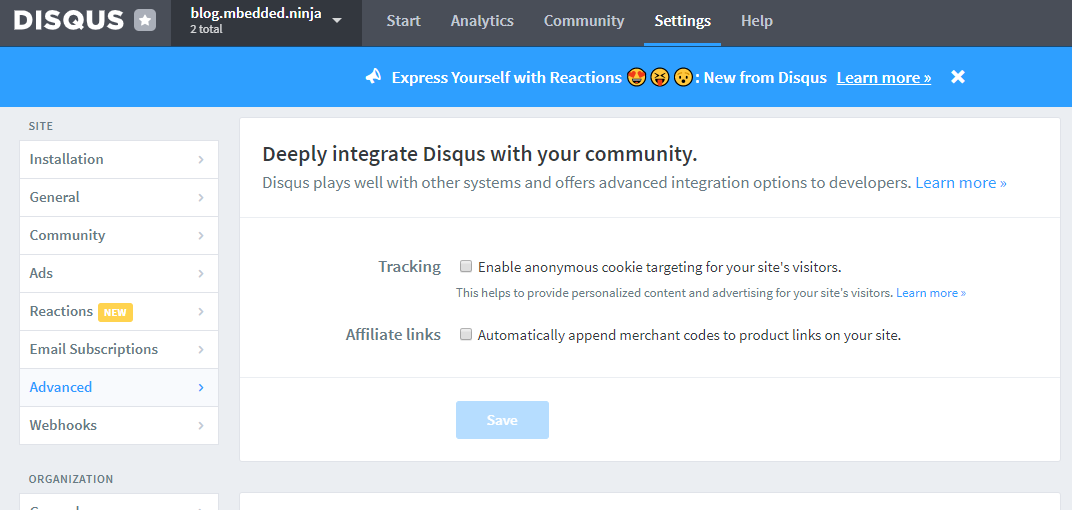 DISQUS
blog.mbedded.ninja
2 total
Start
Analytics
Community
Settings
Help
Express Yourself with Reactions 😍😝😯: New from Disqus Learn more »
SITE
Installation
General
Community
Ads
Reactions NEW
Email Subscriptions
Advanced
Webhooks
ORGANIZATION
Deeply integrate Disqus with your community.
Disqus plays well with other systems and offers advanced integration options to developers. Learn more »
Tracking
Enable anonymous cookie targeting for your site's visitors.
This helps to provide personalized content and advertising for your site's visitors. Learn more »
Affiliate links
Automatically append merchant codes to product links on your site.
Save